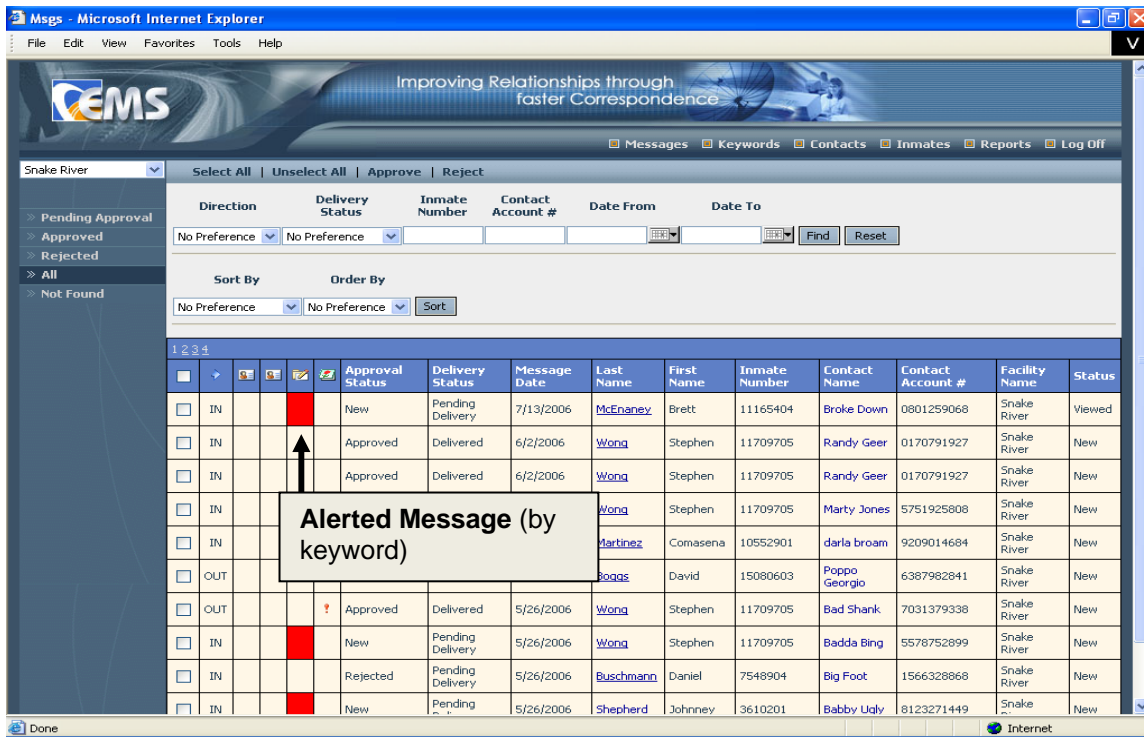 Msgs - Microsoft Internet Explorer
File Edit View Favorites Tools Help
V
EMS
Improving Relationships through
faster Correspondence
Messages Keywords Contacts Inmates Reports Log Off
Snake River
Select All | Unselect All | Approve | Reject
» Pending Approval
» Approved
» Rejected
» All
» Not Found
Direction Delivery Status Inmate Number Contact Account # Date From Date To
No Preference No Preference Find Reset
Sort By Order By
No Preference No Preference Sort
1 2 3 4
Approval Status Delivery Status Message Date Last Name First Name Inmate Number Contact Name Contact Account # Facility Name Status
IN New Pending Delivery 7/13/2006 McEnaney Brett 11165404 Broke Down 0801259068 Snake River Viewed
IN Approved Delivered 6/2/2006 Wong Stephen 11709705 Randy Geer 0170791927 Snake River New
IN Approved Delivered 6/2/2006 Wong Stephen 11709705 Randy Geer 0170791927 Snake River New
IN Wong Stephen 11709705 Marty Jones 5751925808 Snake River New
IN Martinez Comasena 10552901 darla broam 9209014684 Snake River New
OUT Boggs David 15080603 Poppo Georgio 6387982841 Snake River New
OUT ! Approved Delivered 5/26/2006 Wong Stephen 11709705 Bad Shank 7031379338 Snake River New
IN New Pending Delivery 5/26/2006 Wong Stephen 11709705 Badda Bing 5578752899 Snake River New
IN Rejected Pending Delivery 5/26/2006 Buschmann Daniel 7548904 Big Foot 1566328868 Snake River New
IN New Pending 5/26/2006 Shepherd Johnney 3610201 Babby Ugly 8123271449 Snake New
Alerted Message (by
keyword)
Done
Internet